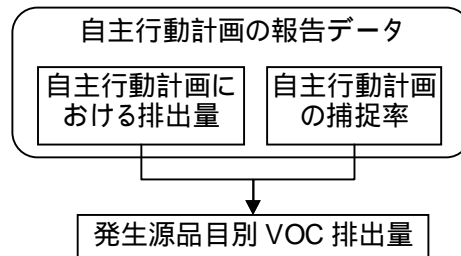 自主行動計画の報告データ
自主行動計画に
おける排出量
自主行動計画
の捕捉率
発生源品目別 VOC 排出量